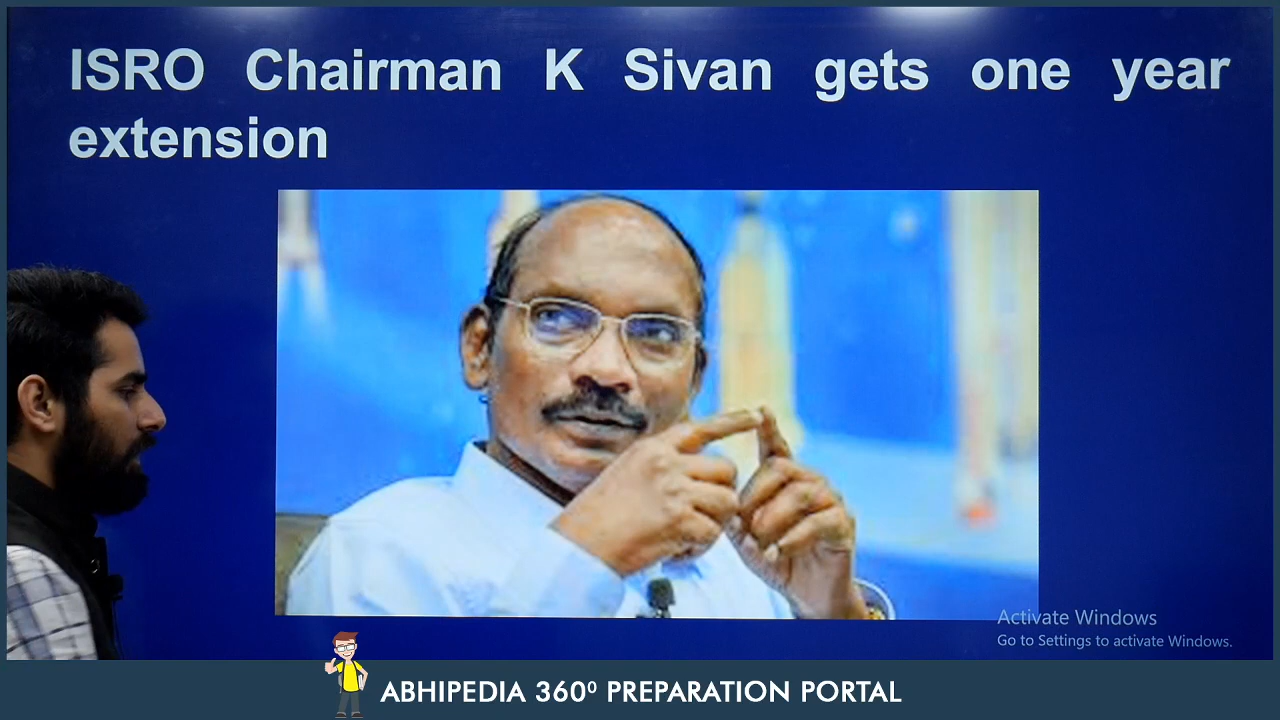 ISRO Chairman K Sivan gets one year
extension
Activate Windows
Go to Settings to activate Windows.
ABHIPEDIA 360⁰ PREPARATION PORTAL